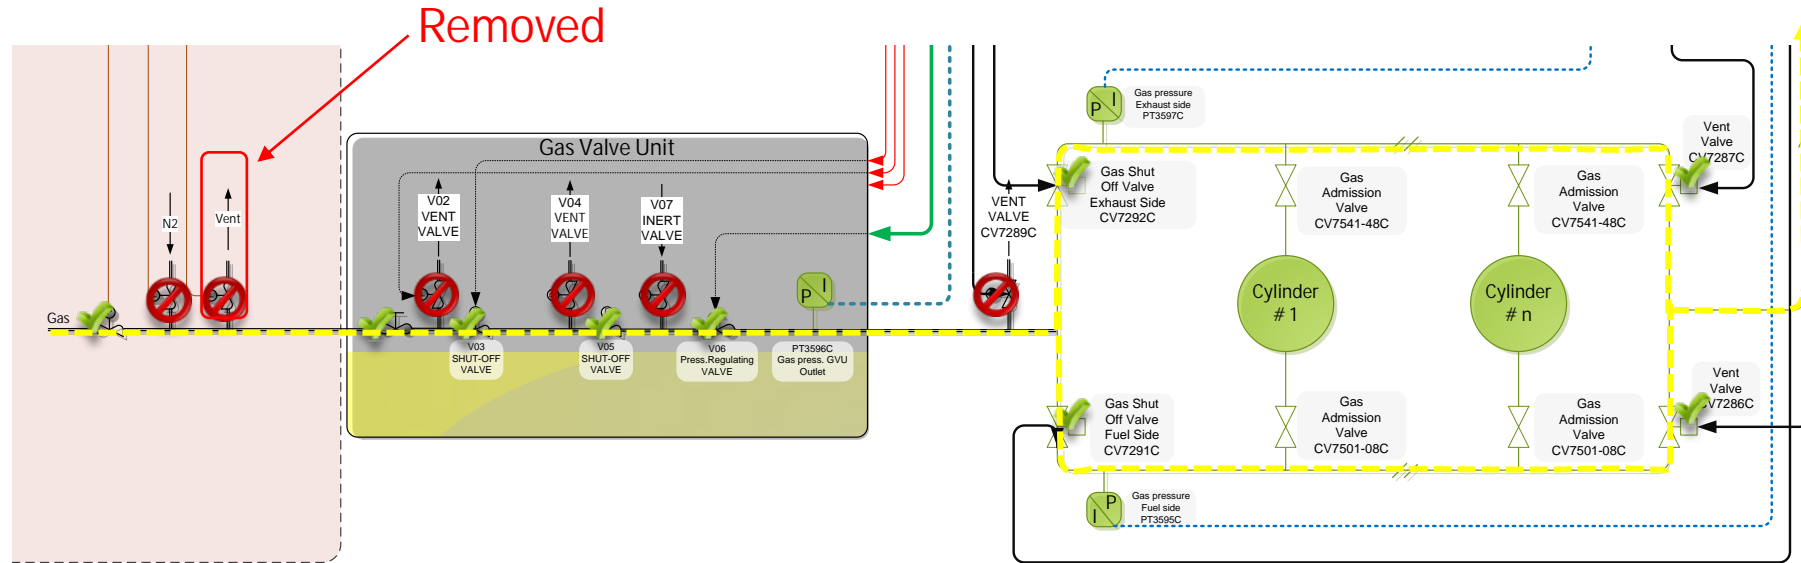 Removed
Gas
N2
Vent
Gas Valve Unit
V02
VENT
VALVE
V04
VENT
VALVE
V07
INERT
VALVE
P I
V03
SHUT-OFF
VALVE
V05
SHUT-OFF
VALVE
V06
Press.Regulating
VALVE
PT3596C
Gas press. GVU
Outlet
VENT
VALVE
CV7289C
P I
Gas pressure
Exhaust side
PT3597C
Gas Shut
Off Valve
Exhaust Side
CV7292C
Gas
Admission
Valve
CV7541-48C
Gas
Admission
Valve
CV7541-48C
Vent
Valve
CV7287C
Cylinder
# 1
Cylinder
# n
Gas Shut
Off Valve
Fuel Side
CV7291C
Gas
Admission
Valve
CV7501-08C
Gas
Admission
Valve
CV7501-08C
Vent
Valve
CV7286C
I P
Gas pressure
Fuel side
PT3595C